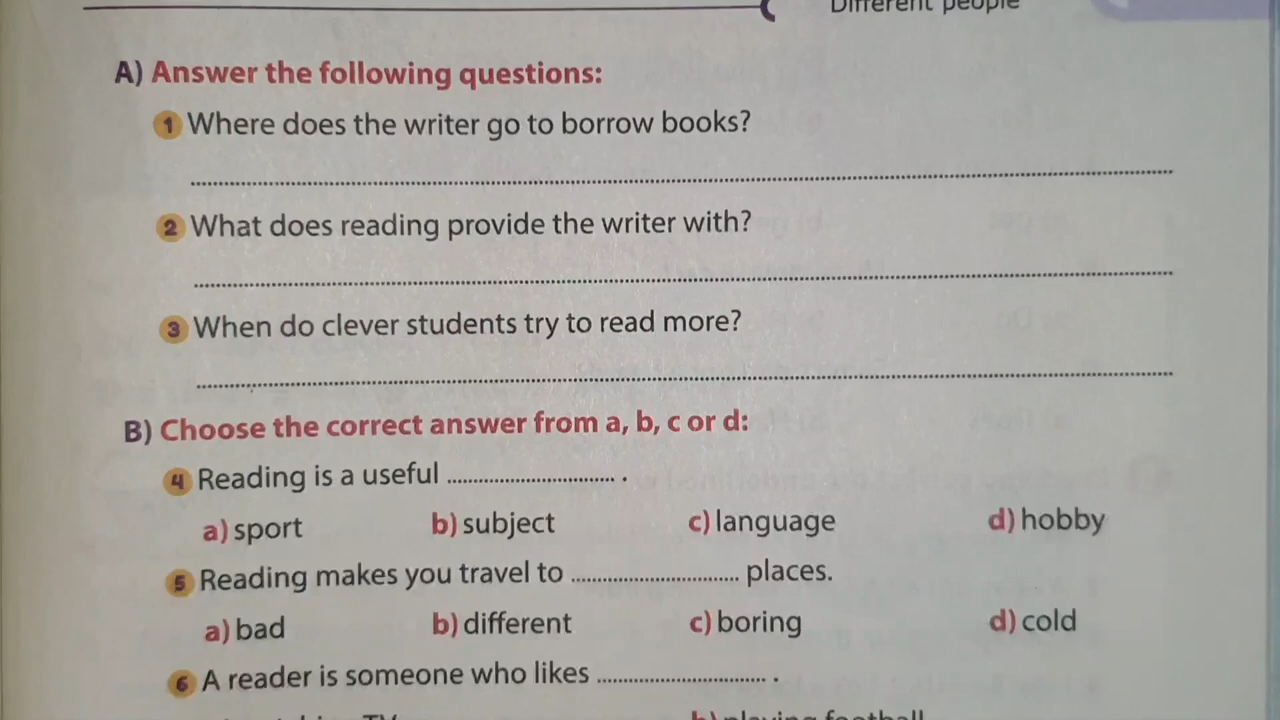 Different people
A) Answer the following questions:
1 Where does the writer go to borrow books?
2 What does reading provide the writer with?
3 When do clever students try to read more?
B) Choose the correct answer from a, b, c or d:
4 Reading is a useful .............................. .
a) sport b) subject c) language d) hobby
5 Reading makes you travel to .............................. places.
a) bad b) different c) boring d) cold
6 A reader is someone who likes .............................. .
TV b) playing football